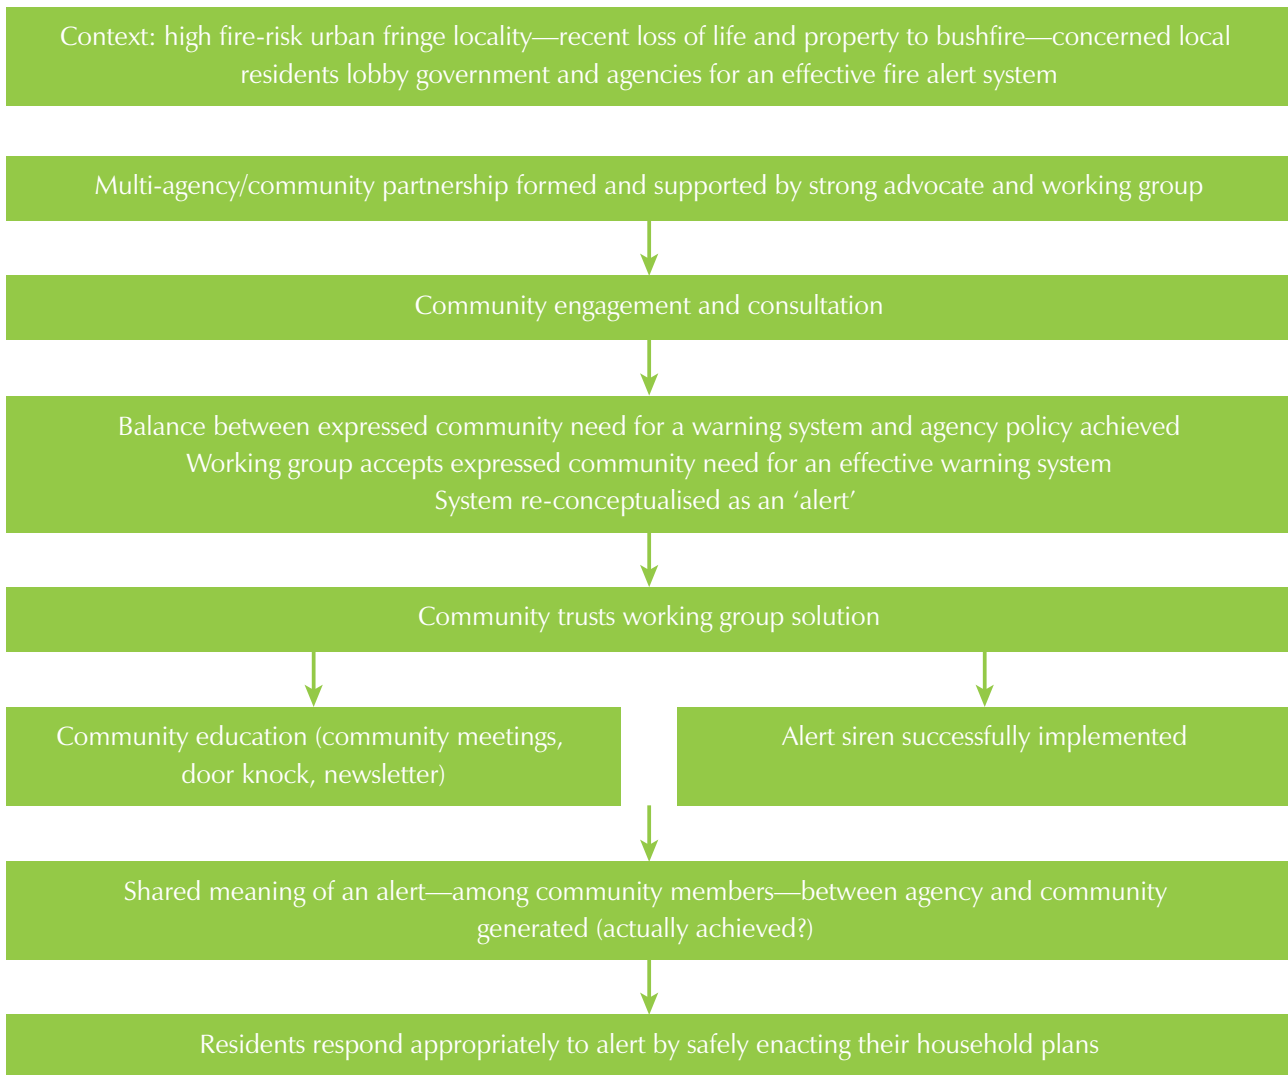 Context: high fire-risk urban fringe locality—recent loss of life and property to bushfire—concerned local
residents lobby government and agencies for an effective fire alert system
Multi-agency/community partnership formed and supported by strong advocate and working group
Community engagement and consultation
Balance between expressed community need for a warning system and agency policy achieved
Working group accepts expressed community need for an effective warning system
System re-conceptualised as an ‘alert’
Community trusts working group solution
Community education (community meetings,
door knock, newsletter)
Alert siren successfully implemented
Shared meaning of an alert—among community members—between agency and community
generated (actually achieved?)
Residents respond appropriately to alert by safely enacting their household plans